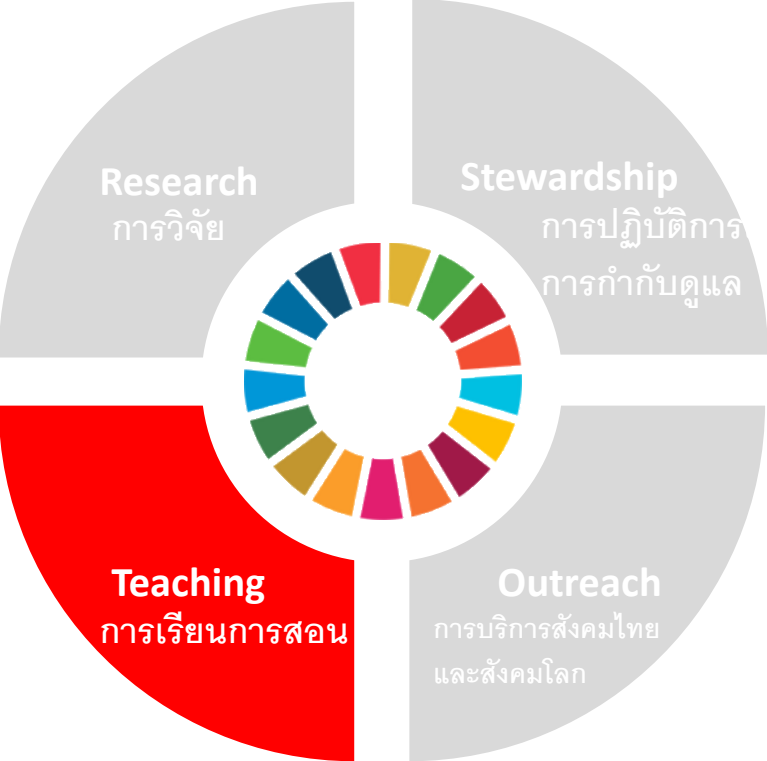 Research
การวิจัย
Stewardship
การปฏิบัติการ
การกำกับดูแล
Teaching
การเรียนการสอน
Outreach
การบริการสังคมไทย
และสังคมโลก